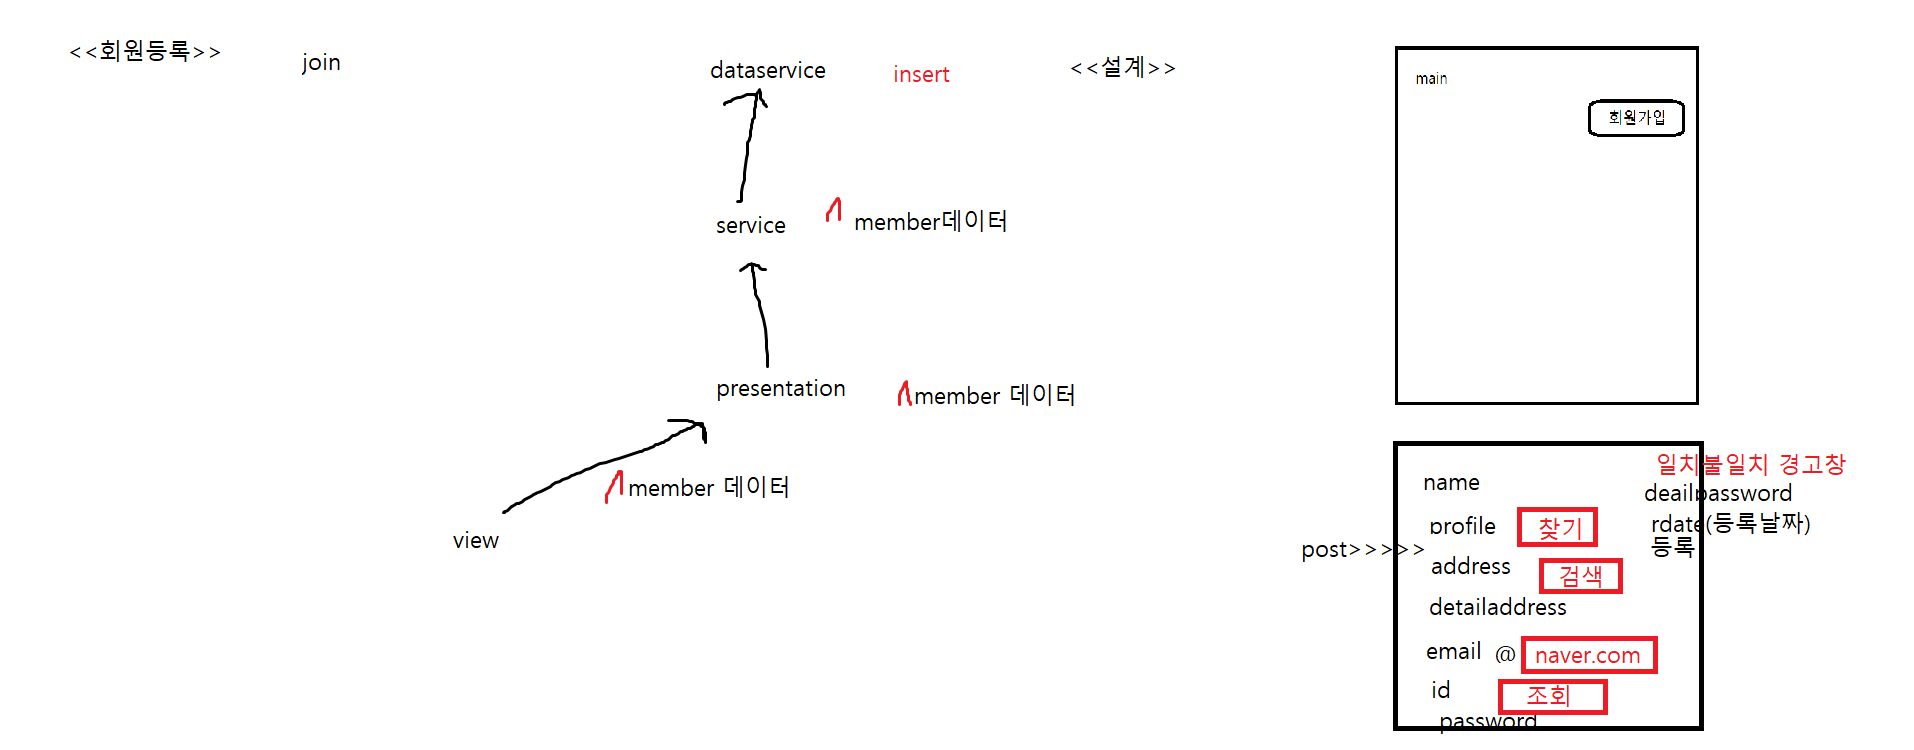 <<회원등록>>
join
dataservice
insert
<<설계>>
service
member데이터
presentation
member 데이터
member 데이터
view
main
회원가입
일치불일치 경고창
name
deailpassword
profile
찾기
rdate(등록날짜)
등록
post>>>>>
address
검색
detailaddress
email @ naver.com
id
조회
password